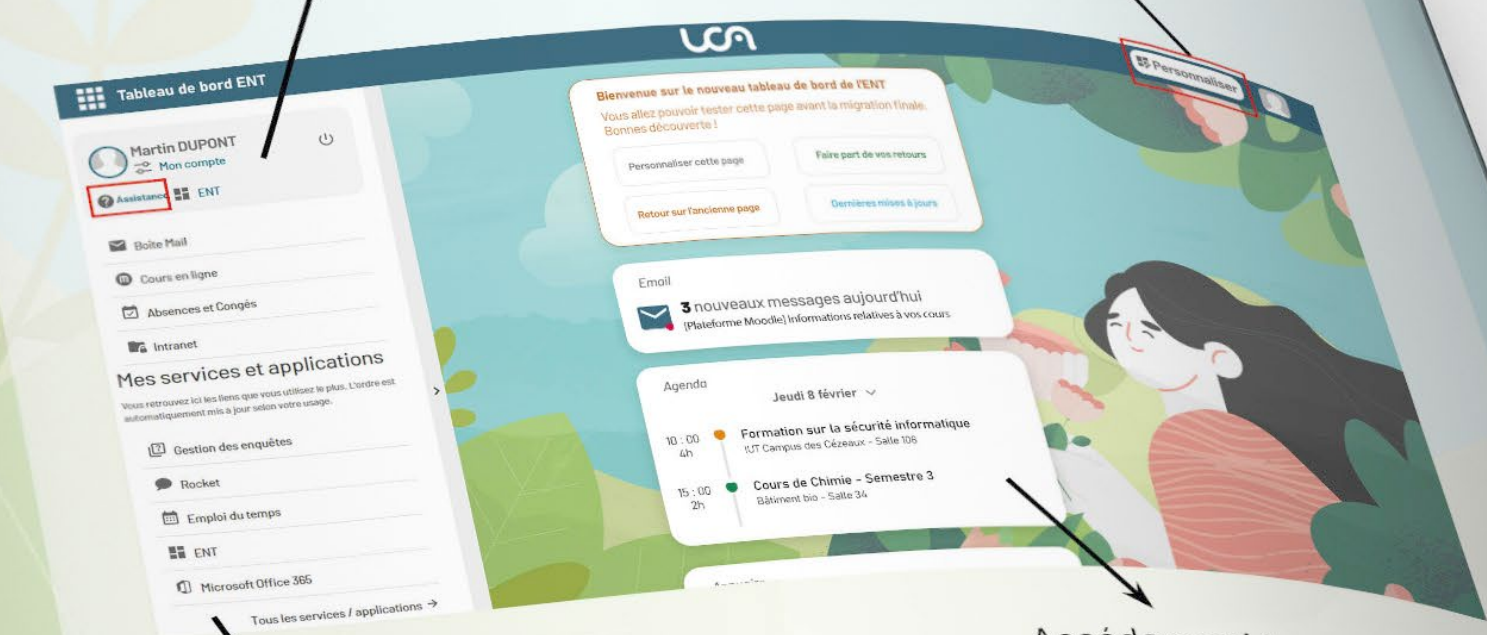 UCA
Tableau de bord ENT
Personnaliser
Martin DUPONT
Mon compte
Assistance
ENT
Boîte Mail
Cours en ligne
Absences et Congés
Intranet
Mes services et applications
Vous retrouvez ici les liens que vous utilisez le plus. L'ordre est
automatiquement mis à jour selon votre usage.
Gestion des enquêtes
Rocket
Emploi du temps
ENT
Microsoft Office 365
Tous les services / applications →
Bienvenue sur le nouveau tableau de bord de l'ENT
Vous allez pouvoir tester cette page avant la migration finale.
Bonnes découverte !
Personnaliser cette page
Faire part de vos retours
Retour sur l'ancienne page
Dernières mises à jours
Email
3 nouveaux messages aujourd'hui
[Plateforme Moodle] Informations relatives à vos cours
Agenda
Jeudi 8 février
10 : 00
4h
Formation sur la sécurité informatique
IUT Campus des Cézeaux - Salle 106
15 : 00
2h
Cours de Chimie - Semestre 3
Bâtiment bio - Salle 34